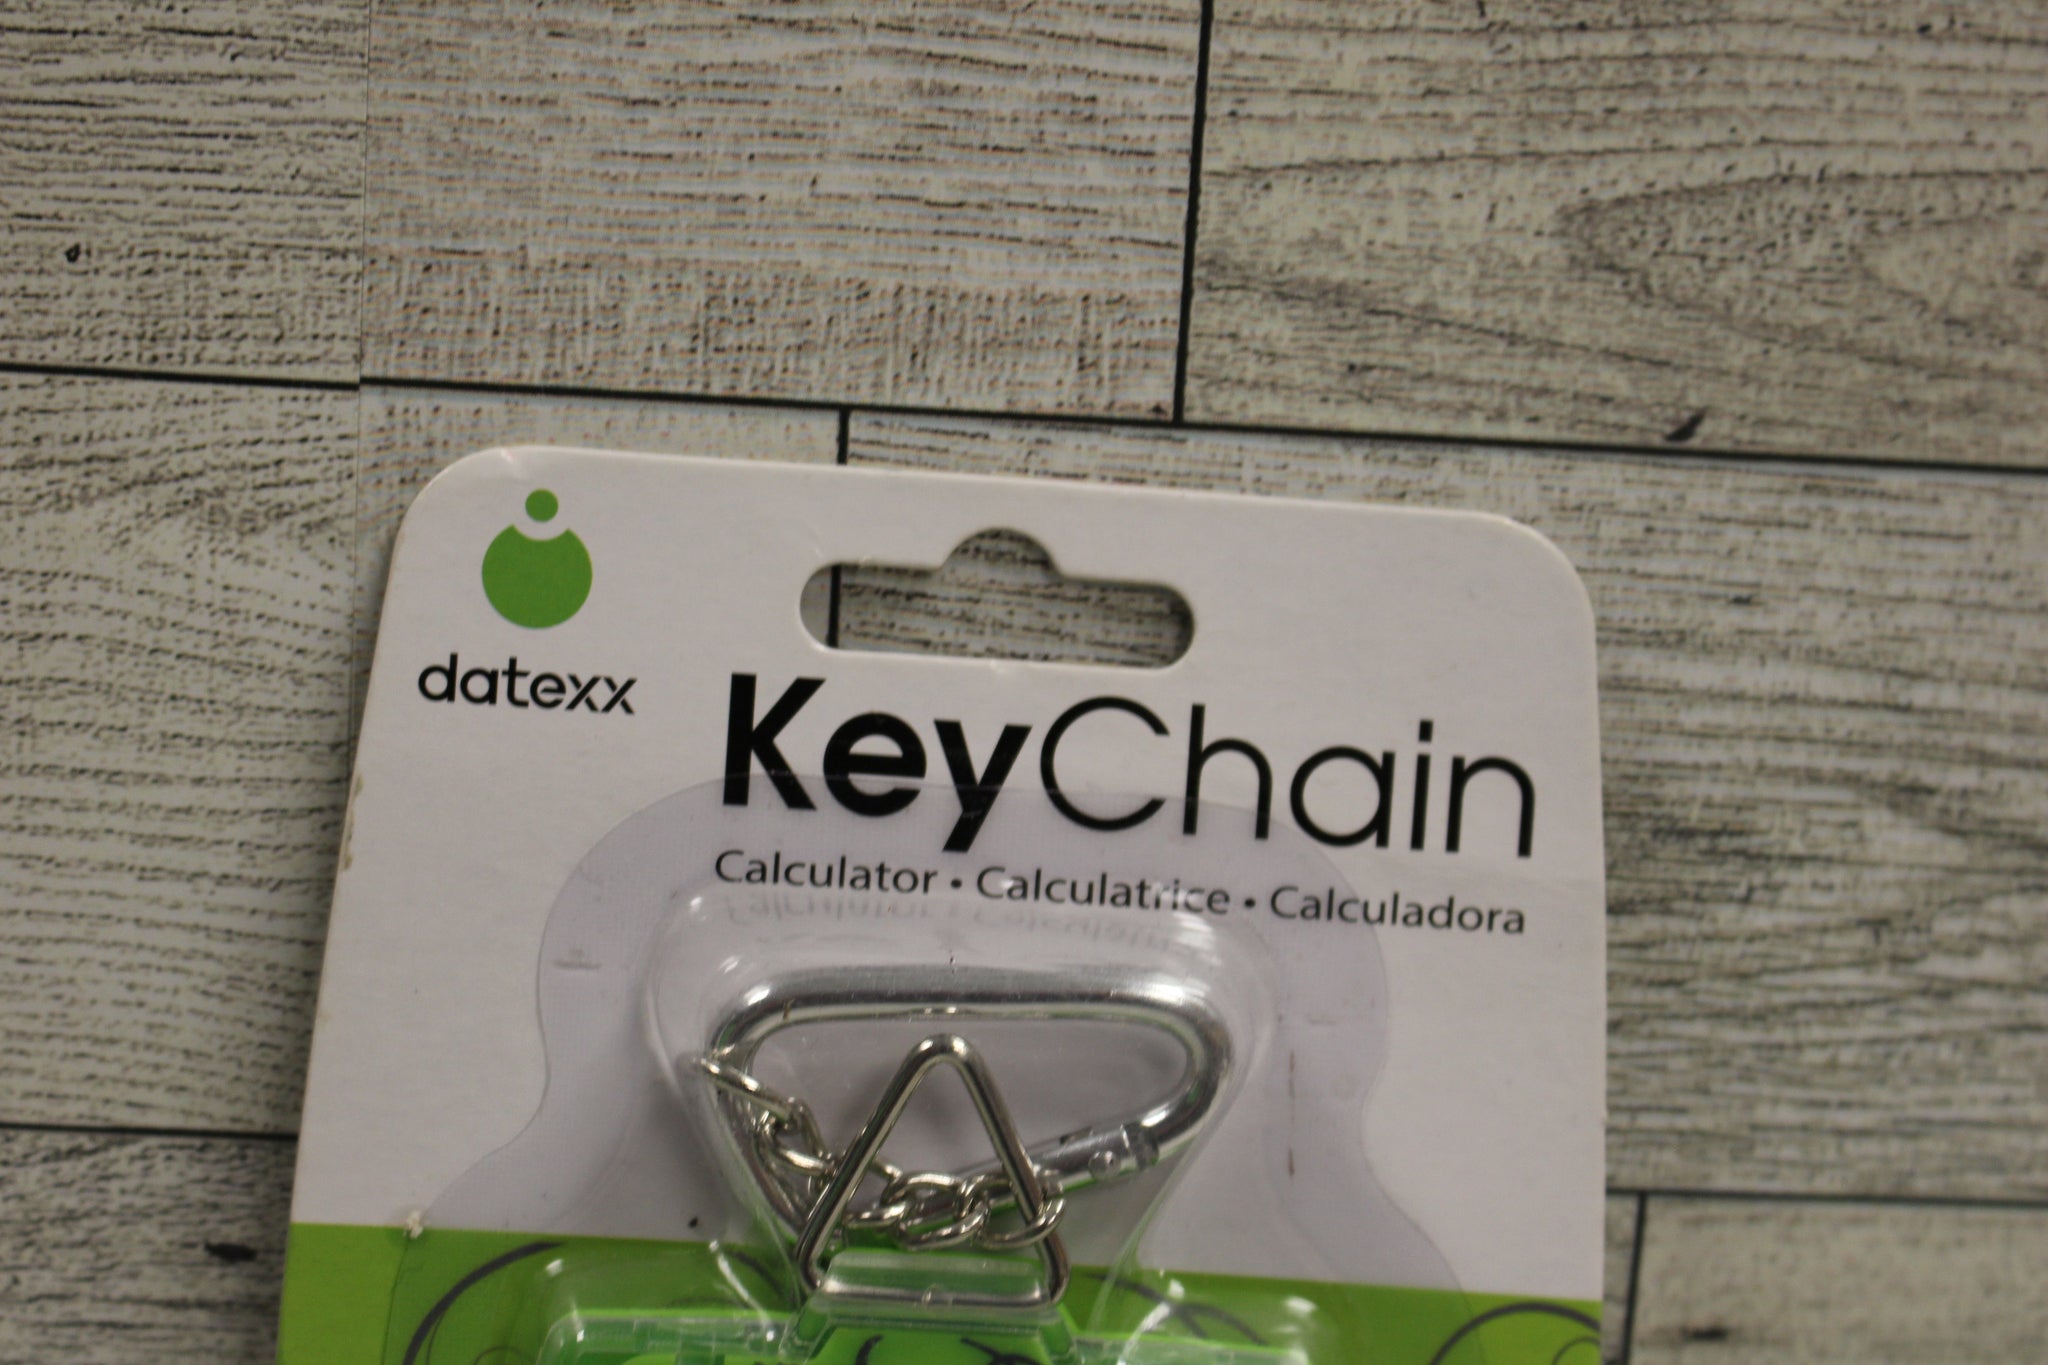 datexx
KeyChain
Calculator • Calculatrice • Calculadora